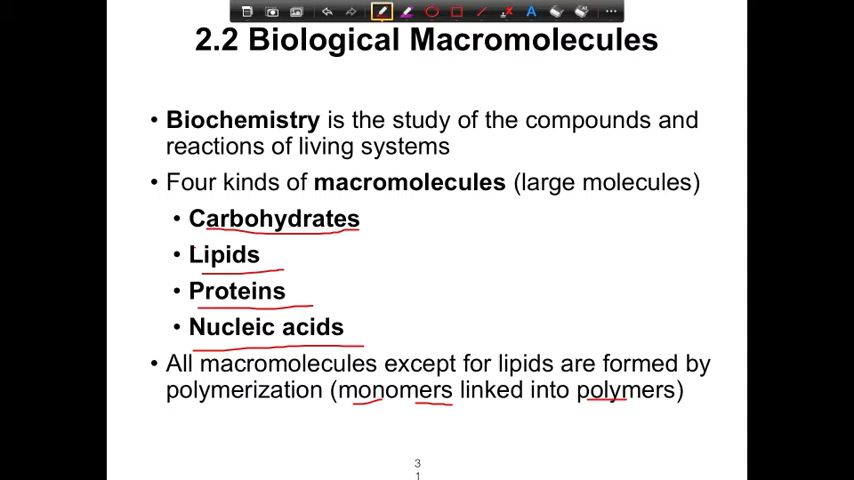 2.2 Biological Macromolecules
• Biochemistry is the study of the compounds and
reactions of living systems
• Four kinds of macromolecules (large molecules)
• Carbohydrates
• Lipids
• Proteins
• Nucleic acids
• All macromolecules except for lipids are formed by
polymerization (monomers linked into polymers)
3
1